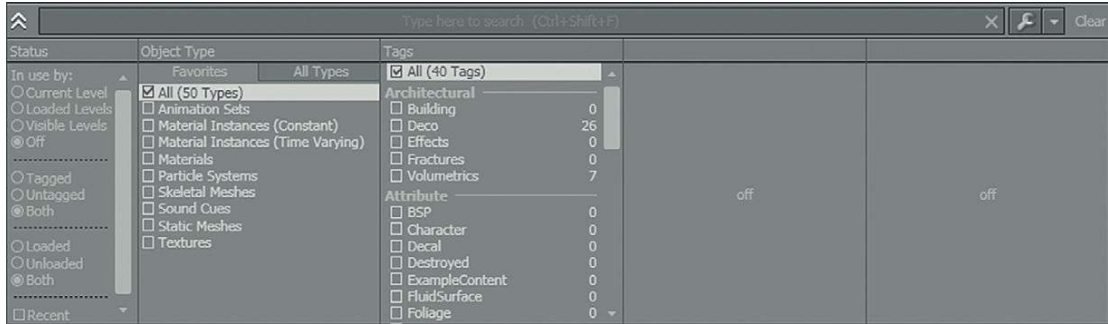 Type here to search (Ctrl+Shift+F)
Clear
Status
In use by:
Current Level
Loaded Levels
Visible Levels
Off
Tagged
Untagged
Both
Loaded
Unloaded
Both
Recent
Object Type
Favorites All Types
All (50 Types)
Animation Sets
Material Instances (Constant)
Material Instances (Time Varying)
Materials
Particle Systems
Skeletal Meshes
Sound Cues
Static Meshes
Textures
Tags
All (40 Tags)
Architectural
Building 0
Deco 26
Effects 0
Fractures 0
Volumetrics 7
Attribute
BSP 0
Character 0
Decal 0
Destroyed 0
ExampleContent 0
FluidSurface 0
Foliage 0
off
off